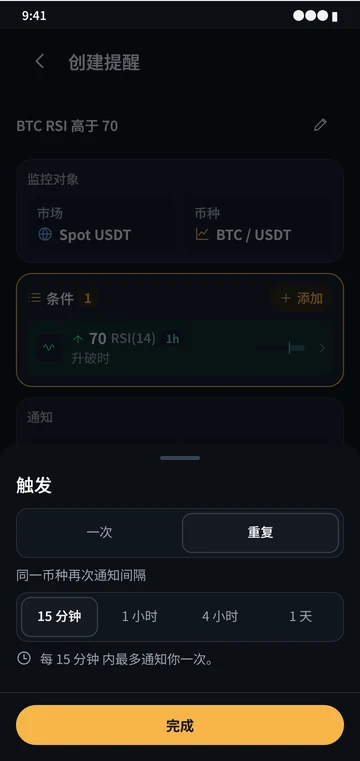 9:41
创建提醒
BTC RSI 高于 70
监控对象
市场
Spot USDT
币种
BTC / USDT
条件 1
+ 添加
↑ 70 RSI(14) 1h
升破时
通知
触发
一次
重复
同一币种再次通知间隔
15 分钟
1 小时
4 小时
1 天
每 15 分钟 内最多通知你一次。
完成